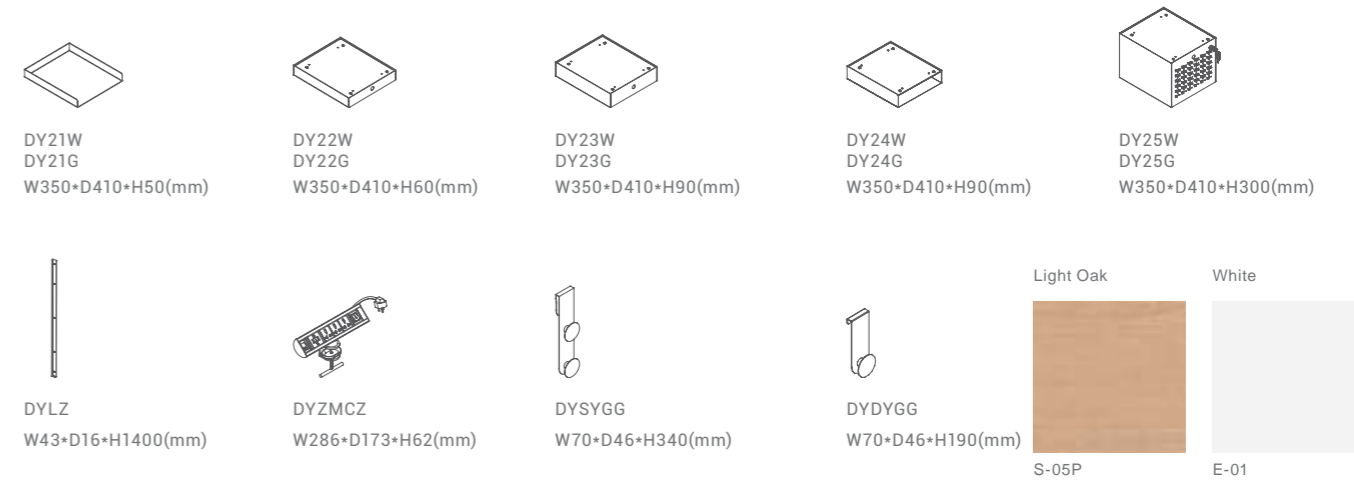 DY21W
DY21G
W350*D410*H50(mm)
DY22W
DY22G
W350*D410*H60(mm)
DY23W
DY23G
W350*D410*H90(mm)
DY24W
DY24G
W350*D410*H90(mm)
DY25W
DY25G
W350*D410*H300(mm)
DYLZ
W43*D16*H1400(mm)
DYZMCZ
W286*D173*H62(mm)
DYSYGG
W70*D46*H340(mm)
DYDYGG
W70*D46*H190(mm)
Light Oak
S-05P
White
E-01